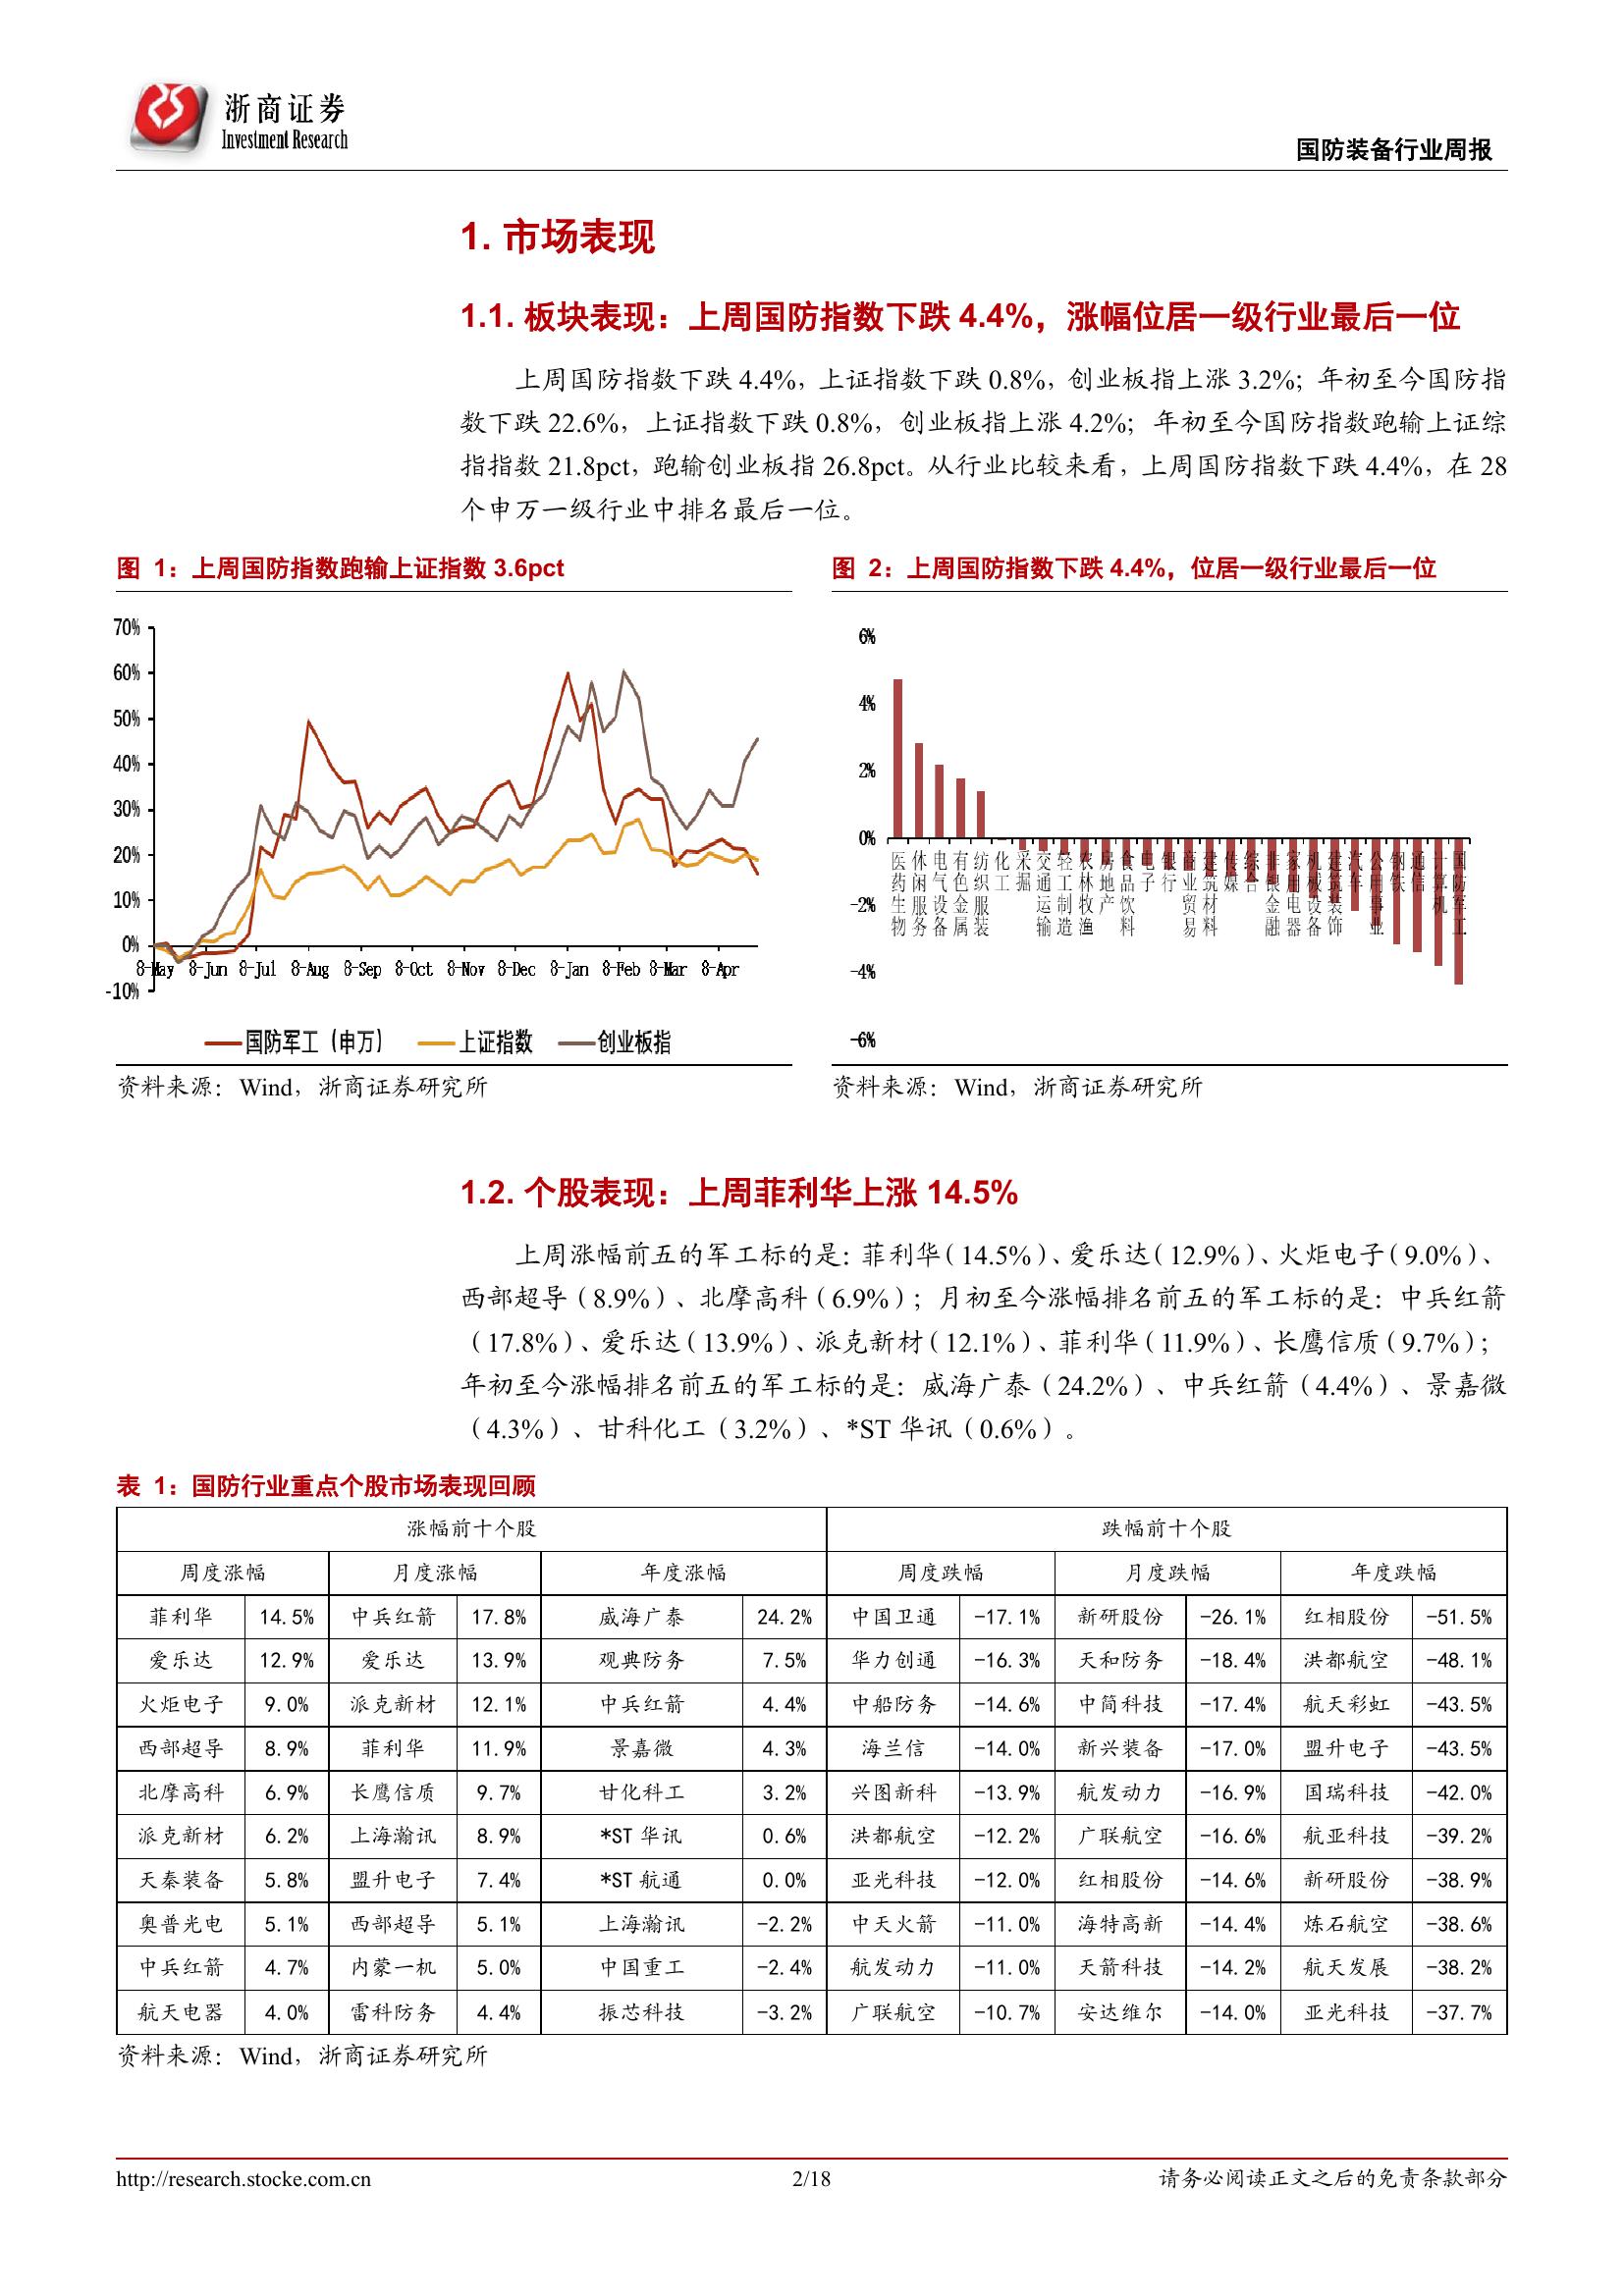 浙商证券
Investment Research
国防装备行业周报
1. 市场表现
1.1. 板块表现：上周国防指数下跌 4.4%，涨幅位居一级行业最后一位
上周国防指数下跌 4.4%，上证指数下跌 0.8%，创业板指上涨 3.2%；年初至今国防指
数下跌 22.6%，上证指数下跌 0.8%，创业板指上涨 4.2%；年初至今国防指数跑输上证综
指指数 21.8pct，跑输创业板指 26.8pct。从行业比较来看，上周国防指数下跌 4.4%，在 28
个申万一级行业中排名最后一位。
图 1：上周国防指数跑输上证指数 3.6pct
70%
60%
50%
40%
30%
20%
10%
0%
-10%
8-May 8-Jun 8-Jul 8-Aug 8-Sep 8-Oct 8-Nov 8-Dec 8-Jan 8-Feb 8-Mar 8-Apr
国防军工（申万） 上证指数 创业板指
资料来源：Wind，浙商证券研究所
图 2：上周国防指数下跌 4.4%，位居一级行业最后一位
6%
4%
2%
0%
-2%
-4%
-6%
医药生物
休闲服务
电气设备
有色金属
纺织服装
化工
采掘
交通运输
轻工制造
农林牧渔
房地产
食品饮料
电子
银行
商业贸易
建筑材料
传媒
综合
非银金融
家用电器
机械设备
建筑装饰
汽车
公用事业
钢铁
通信
计算机
国防军工
资料来源：Wind，浙商证券研究所
1.2. 个股表现：上周菲利华上涨 14.5%
上周涨幅前五的军工标的是：菲利华（14.5%）、爱乐达（12.9%）、火炬电子（9.0%）、
西部超导（8.9%）、北摩高科（6.9%）；月初至今涨幅排名前五的军工标的是：中兵红箭
（17.8%）、爱乐达（13.9%）、派克新材（12.1%）、菲利华（11.9%）、长鹰信质（9.7%）；
年初至今涨幅排名前五的军工标的是：威海广泰（24.2%）、中兵红箭（4.4%）、景嘉微
（4.3%）、甘科化工（3.2%）、*ST 华讯（0.6%）。
表 1：国防行业重点个股市场表现回顾
涨幅前十个股 跌幅前十个股
周度涨幅 月度涨幅 年度涨幅 周度跌幅 月度跌幅 年度跌幅
菲利华 14.5% 中兵红箭 17.8% 威海广泰 24.2% 中国卫通 -17.1% 新研股份 -26.1% 红相股份 -51.5%
爱乐达 12.9% 爱乐达 13.9% 观典防务 7.5% 华力创通 -16.3% 天和防务 -18.4% 洪都航空 -48.1%
火炬电子 9.0% 派克新材 12.1% 中兵红箭 4.4% 中船防务 -14.6% 中简科技 -17.4% 航天彩虹 -43.5%
西部超导 8.9% 菲利华 11.9% 景嘉微 4.3% 海兰信 -14.0% 新兴装备 -17.0% 盟升电子 -43.5%
北摩高科 6.9% 长鹰信质 9.7% 甘化科工 3.2% 兴图新科 -13.9% 航发动力 -16.9% 国瑞科技 -42.0%
派克新材 6.2% 上海瀚讯 8.9% *ST 华讯 0.6% 洪都航空 -12.2% 广联航空 -16.6% 航亚科技 -39.2%
天秦装备 5.8% 盟升电子 7.4% *ST 航通 0.0% 亚光科技 -12.0% 红相股份 -14.6% 新研股份 -38.9%
奥普光电 5.1% 西部超导 5.1% 上海瀚讯 -2.2% 中天火箭 -11.0% 海特高新 -14.4% 炼石航空 -38.6%
中兵红箭 4.7% 内蒙一机 5.0% 中国重工 -2.4% 航发动力 -11.0% 天箭科技 -14.2% 航天发展 -38.2%
航天电器 4.0% 雷科防务 4.4% 振芯科技 -3.2% 广联航空 -10.7% 安达维尔 -14.0% 亚光科技 -37.7%
资料来源：Wind，浙商证券研究所
http://research.stocke.com.cn 2/18 请务必阅读正文之后的免责条款部分